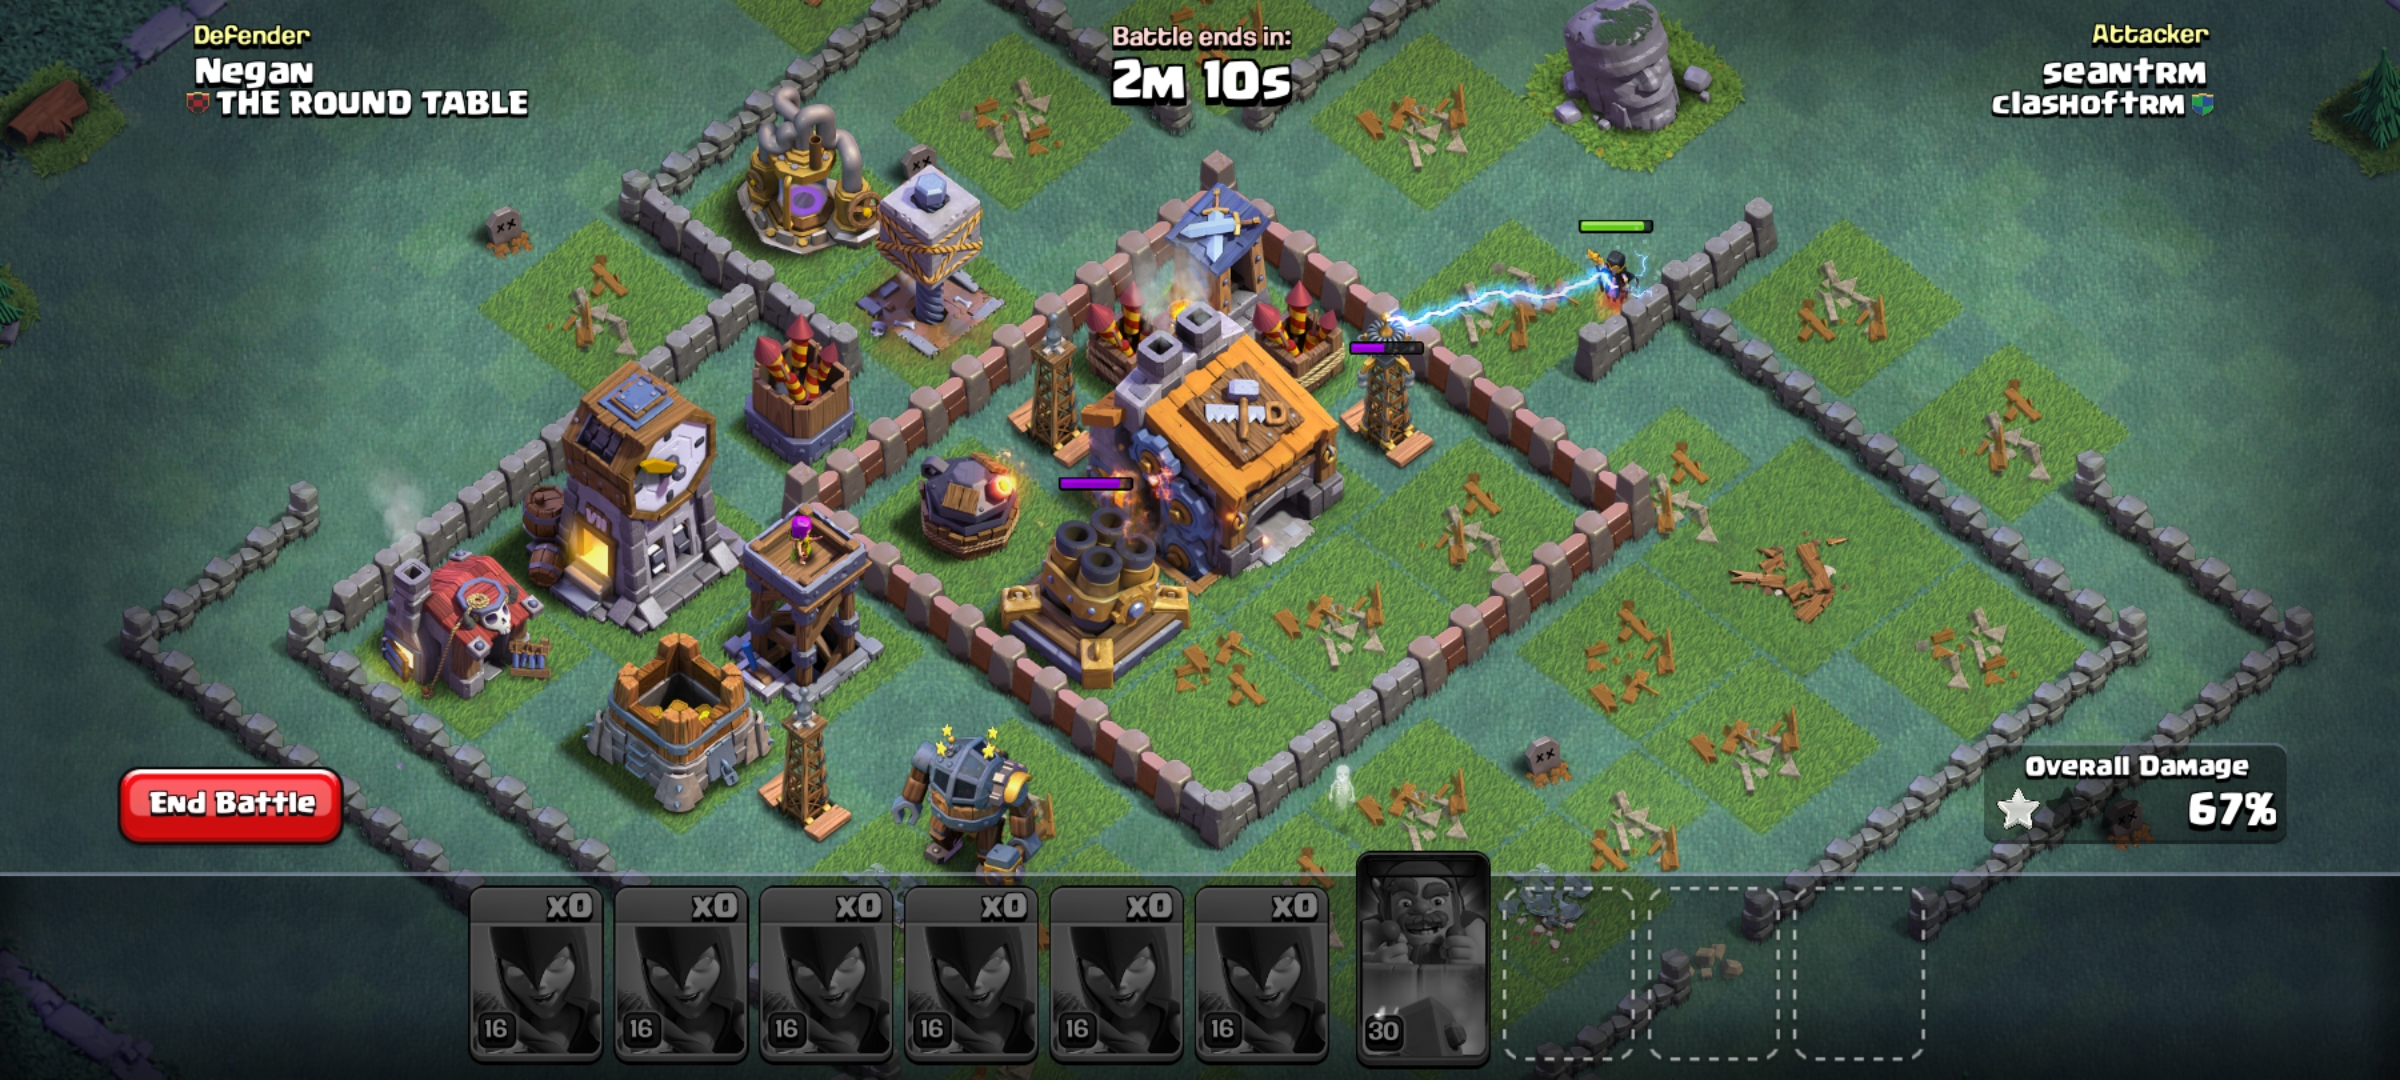 Defender
Negan
THE ROUND TABLE
Battle ends in:
2M 10s
Attacker
seantRM
clashoftRM
VII
End Battle
Overall Damage
67%
x0
x0
x0
x0
x0
x0
16
16
16
16
16
16
30